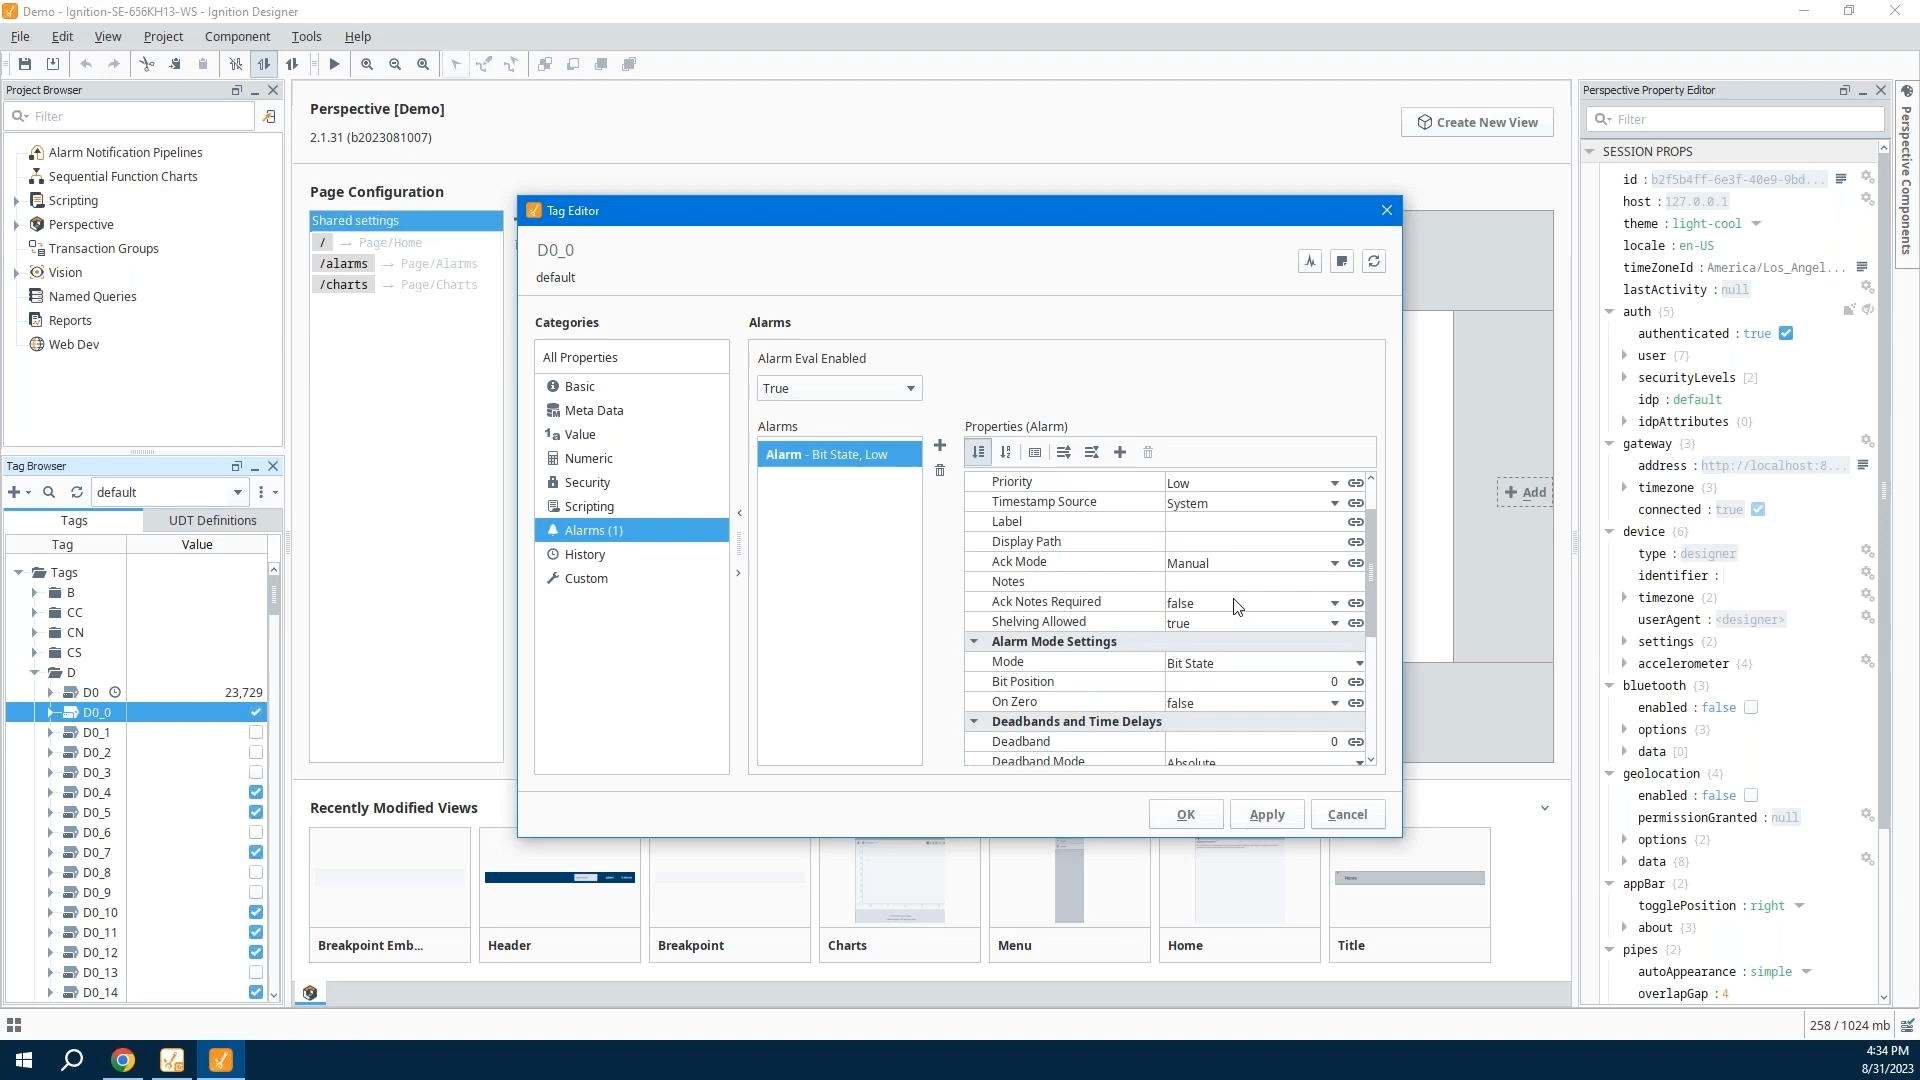 Demo - Ignition-SE-656KH13-WS - Ignition Designer
File Edit View Project Component Tools Help
Project Browser
Filter
Alarm Notification Pipelines
Sequential Function Charts
Scripting
Perspective
Transaction Groups
Vision
Named Queries
Reports
Web Dev
Tag Browser
default
Tags UDT Definitions
Tag Value
Tags
B
CC
CN
CS
D
D0 23,729
D0_0
D0_1
D0_2
D0_3
D0_4
D0_5
D0_6
D0_7
D0_8
D0_9
D0_10
D0_11
D0_12
D0_13
D0_14
Perspective [Demo]
2.1.31 (b2023081007)
Create New View
Page Configuration
Shared settings
/ → Page/Home
/alarms → Page/Alarms
/charts → Page/Charts
Add
Tag Editor
D0_0
default
Categories
All Properties
Basic
Meta Data
Value
Numeric
Security
Scripting
Alarms (1)
History
Custom
Alarms
Alarm Eval Enabled
True
Alarms
Alarm - Bit State, Low
Properties (Alarm)
Priority Low
Timestamp Source System
Label
Display Path
Ack Mode Manual
Notes
Ack Notes Required false
Shelving Allowed true
Alarm Mode Settings
Mode Bit State
Bit Position 0
On Zero false
Deadbands and Time Delays
Deadband 0
Deadband Mode Absolute
OK Apply Cancel
Recently Modified Views
Breakpoint Emb...
Header
Breakpoint
Charts
Menu
Home
Title
Perspective Property Editor
Filter
SESSION PROPS
id : b2f5b4ff-6e3f-40e9-9bd...
host : 127.0.0.1
theme : light-cool
locale : en-US
timeZoneId : America/Los_Angel...
lastActivity : null
auth {5}
authenticated : true
user {7}
securityLevels [2]
idp : default
idpAttributes {0}
gateway {3}
address : http://localhost:8...
timezone {3}
connected : true
device {6}
type : designer
identifier :
timezone {2}
userAgent : <designer>
settings {2}
accelerometer {4}
bluetooth {3}
enabled : false
options {3}
data [0]
geolocation {4}
enabled : false
permissionGranted : null
options {2}
data {8}
appBar {2}
togglePosition : right
about {3}
pipes {2}
autoAppearance : simple
overlapGap : 4
Perspective Components
258 / 1024 mb
4:34 PM
8/31/2023